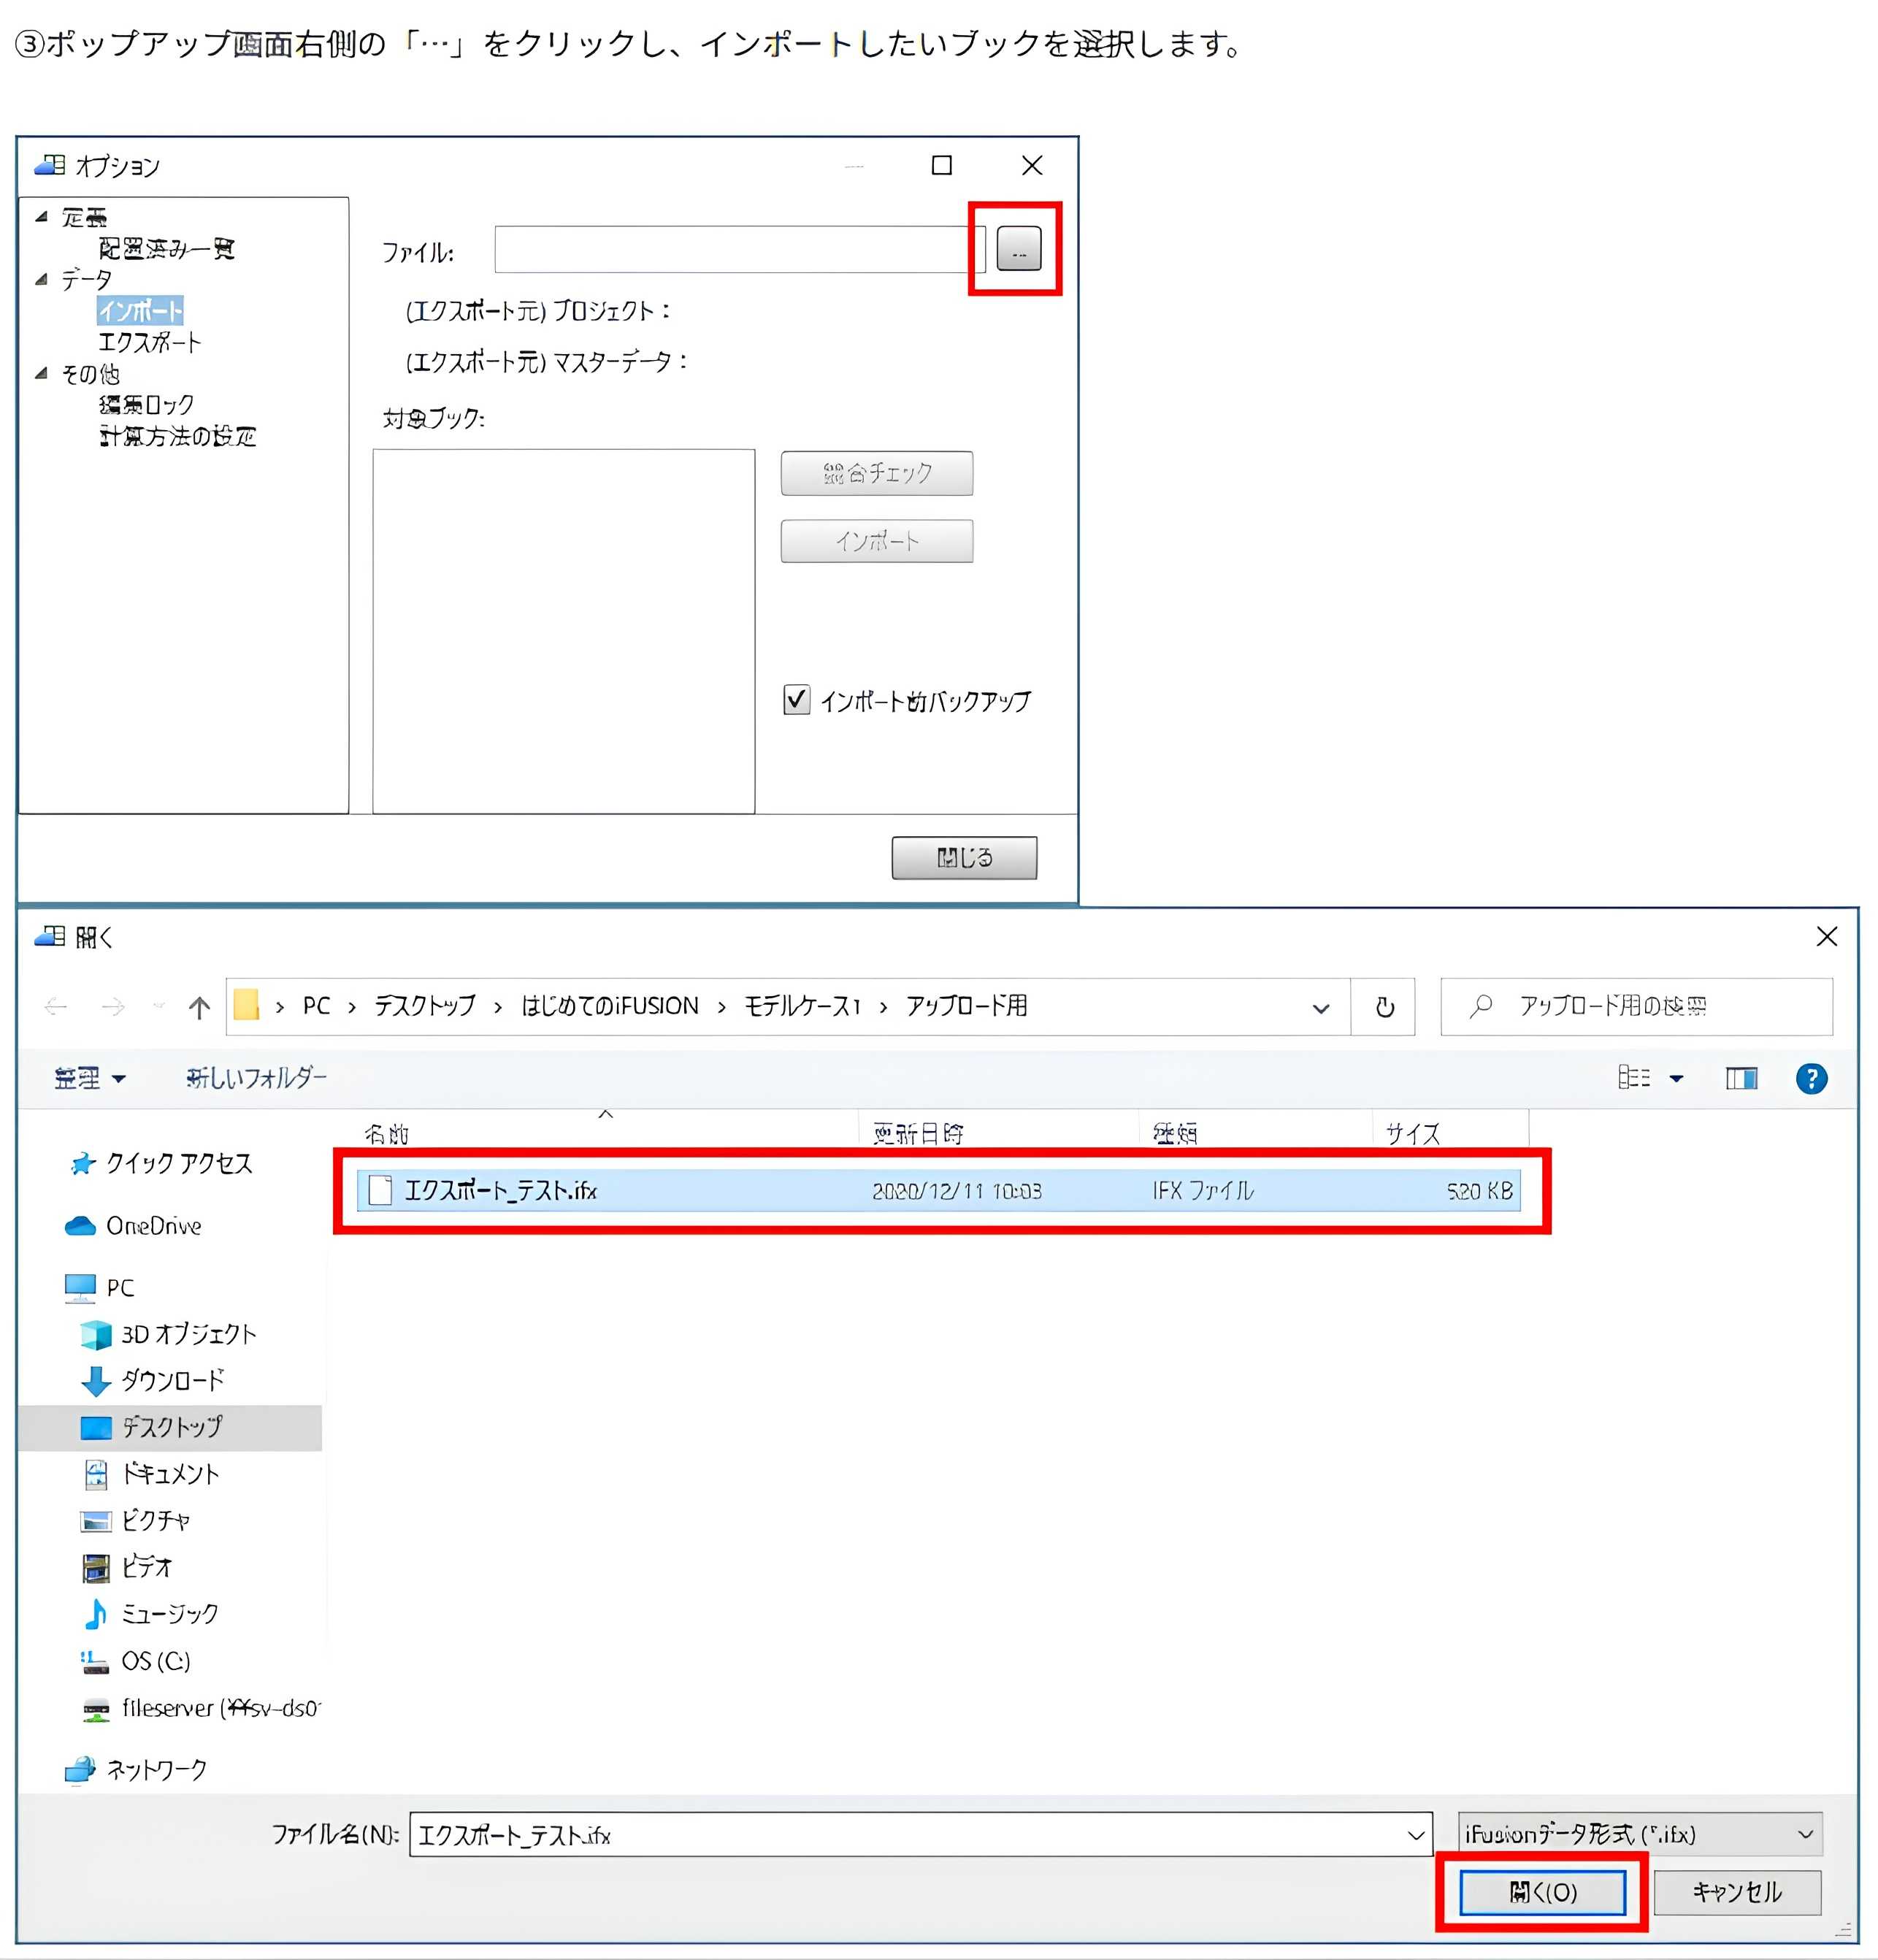 ③ポップアップ画面右側の「…」をクリックし、インポートしたいブックを選択します。
オプション
定義
配置済み一覧
データ
インポート
エクスポート
その他
編集ロック
計算方法の設定
ファイル:
...
(エクスポート元) プロジェクト：
(エクスポート元) マスターデータ：
対象ブック:
整合チェック
インポート
インポート前バックアップ
閉じる
開く
PC › デスクトップ › はじめてのiFUSION › モデルケース1 › アップロード用
アップロード用の検索
整理
新しいフォルダー
名前 更新日時 種類 サイズ
エクスポート_テスト.ifx 2020/12/11 10:03 IFX ファイル 520 KB
クイック アクセス
OneDrive
PC
3D オブジェクト
ダウンロード
デスクトップ
ドキュメント
ピクチャ
ビデオ
ミュージック
OS (C:)
fileserver (¥¥sv-ds0
ネットワーク
ファイル名(N): エクスポート_テスト.ifx iFusionデータ形式 (*.ifx)
開く(O) キャンセル